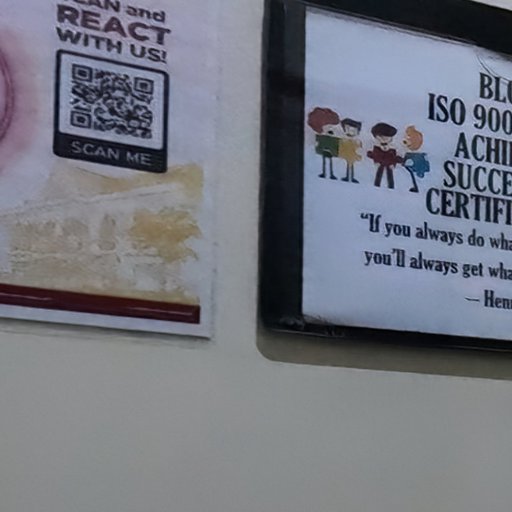 and
REACT
WITH US!
SCAN ME
ISO
ACHI
SUCCE
CERTIFI
“If you always do wha
you’ll always get wha
— Hen